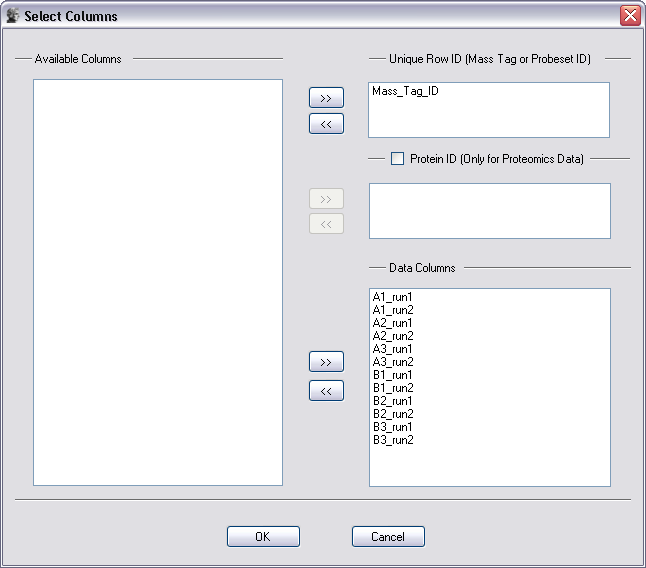 Select Columns
Available Columns
Unique Row ID (Mass Tag or Probeset ID)
>>
<<
Mass_Tag_ID
Protein ID (Only for Proteomics Data)
>>
<<
Data Columns
A1_run1
A1_run2
A2_run1
A2_run2
A3_run1
A3_run2
B1_run1
B1_run2
B2_run1
B2_run2
B3_run1
B3_run2
>>
<<
OK
Cancel